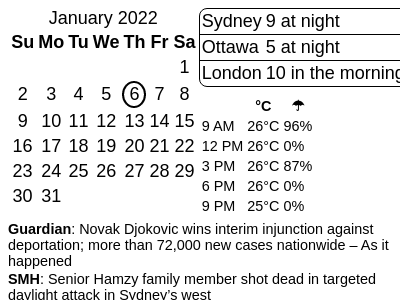 January 2022
Su Mo Tu We Th Fr Sa
1
2 3 4 5 6 7 8
9 10 11 12 13 14 15
16 17 18 19 20 21 22
23 24 25 26 27 28 29
30 31
Sydney 9 at night
Ottawa 5 at night
London 10 in the morning
°C ☂
9 AM 26°C 96%
12 PM 26°C 0%
3 PM 26°C 87%
6 PM 26°C 0%
9 PM 25°C 0%
Guardian: Novak Djokovic wins interim injunction against
deportation; more than 72,000 new cases nationwide – As it
happened
SMH: Senior Hamzy family member shot dead in targeted
daylight attack in Sydney’s west